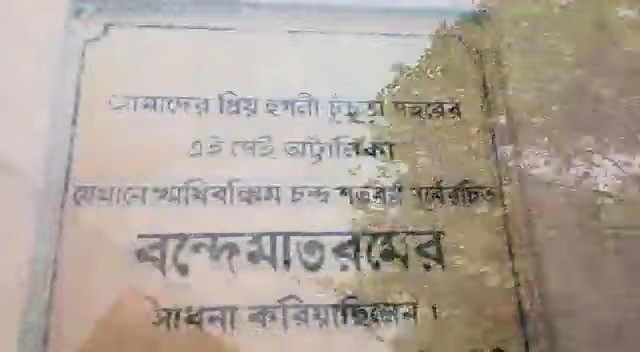 আমাদের প্রিয় হুগলী চুঁচুড়া শহরের
এই সেই অট্টালিকা
যেখানে ঋষি বঙ্কিম চন্দ্র
বন্দেমাতরমের
সাধনা করিয়াছিলেন।